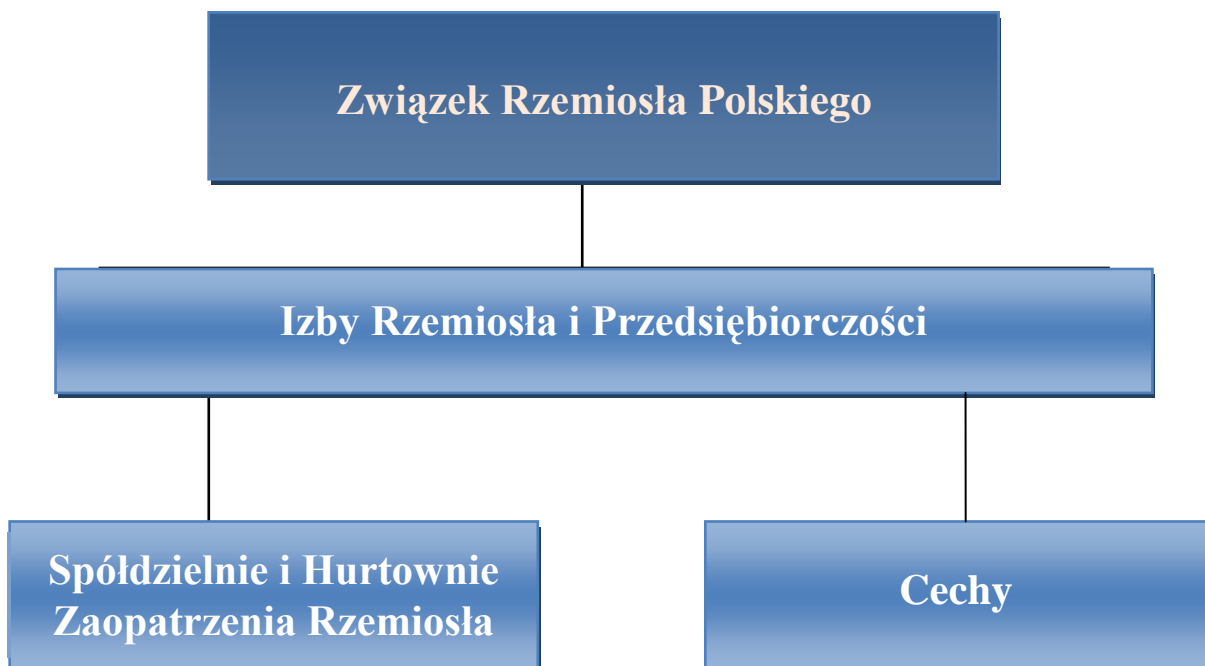 Związek Rzemiosła Polskiego
Izby Rzemiosła i Przedsiębiorczości
Spółdzielnie i Hurtownie
Zaopatrzenia Rzemiosła
Cechy